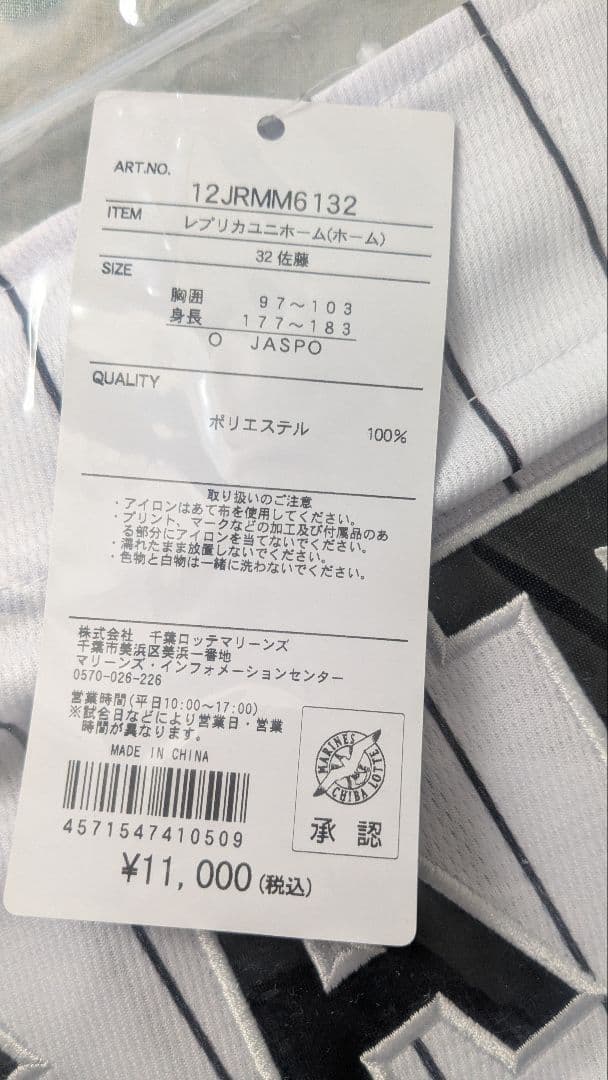 ART.NO.
12JRMM6132
ITEM
レプリカユニホーム(ホーム)
32 佐藤
SIZE
胸囲 97～103
身長 177～183
O JASPO
QUALITY
ポリエステル 100%
取り扱いのご注意
・アイロンはあて布を使用してください。
・プリント、マークなどの加工及び付属品のあ
る部分にアイロンを当てないでください。
・濡れたまま放置しないでください。
・色物と白物は一緒に洗わないでください。
株式会社 千葉ロッテマリーンズ
千葉市美浜区美浜一番地
マリーンズ・インフォメーションセンター
0570-026-226
営業時間(平日10:00～17:00)
※試合日などにより営業日・営業
時間が異なります。
MADE IN CHINA
4571547410509
MARINES
CHIBA LOTTE
承認
¥11,000(税込)